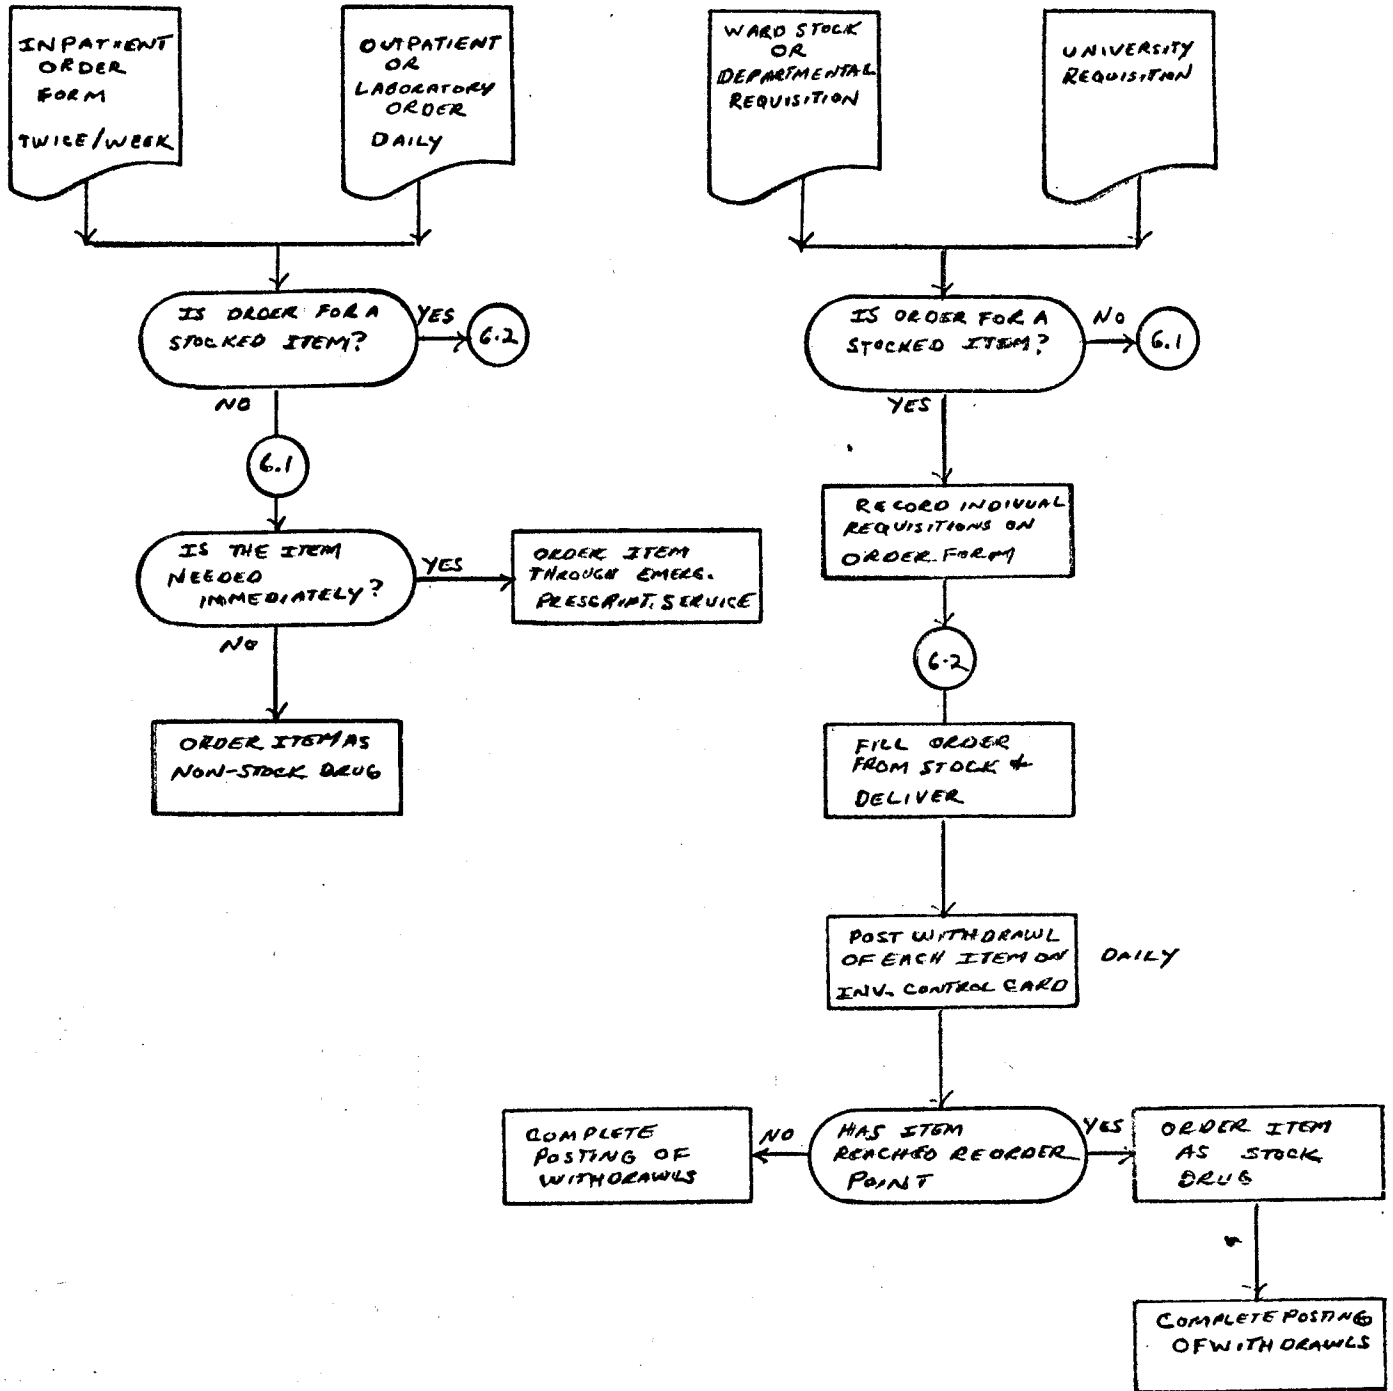 INPATIENT
ORDER
FORM
TWICE/WEEK
OUTPATIENT
OR
LABORATORY
ORDER
DAILY
WARD STOCK
OR
DEPARTMENTAL
REQUISITION
UNIVERSITY
REQUISITION
IS ORDER FOR A
STOCKED ITEM?
YES
6.2
NO
6.1
IS THE ITEM
NEEDED
IMMEDIATELY?
YES
ORDER ITEM
THROUGH EMERG.
PRESCRIPT. SERVICE
NO
ORDER ITEM AS
NON-STOCK DRUG
IS ORDER FOR A
STOCKED ITEM?
NO
6.1
YES
RECORD INDIVUAL
REQUISITIONS ON
ORDER FORM
6.2
FILL ORDER
FROM STOCK &
DELIVER
POST WITHDRAWL
OF EACH ITEM ON
INV. CONTROL CARD
DAILY
HAS ITEM
REACHED REORDER
POINT
NO
COMPLETE
POSTING OF
WITHDRAWLS
YES
ORDER ITEM
AS STOCK
DRUG
COMPLETE POSTING
OF WITHDRAWLS